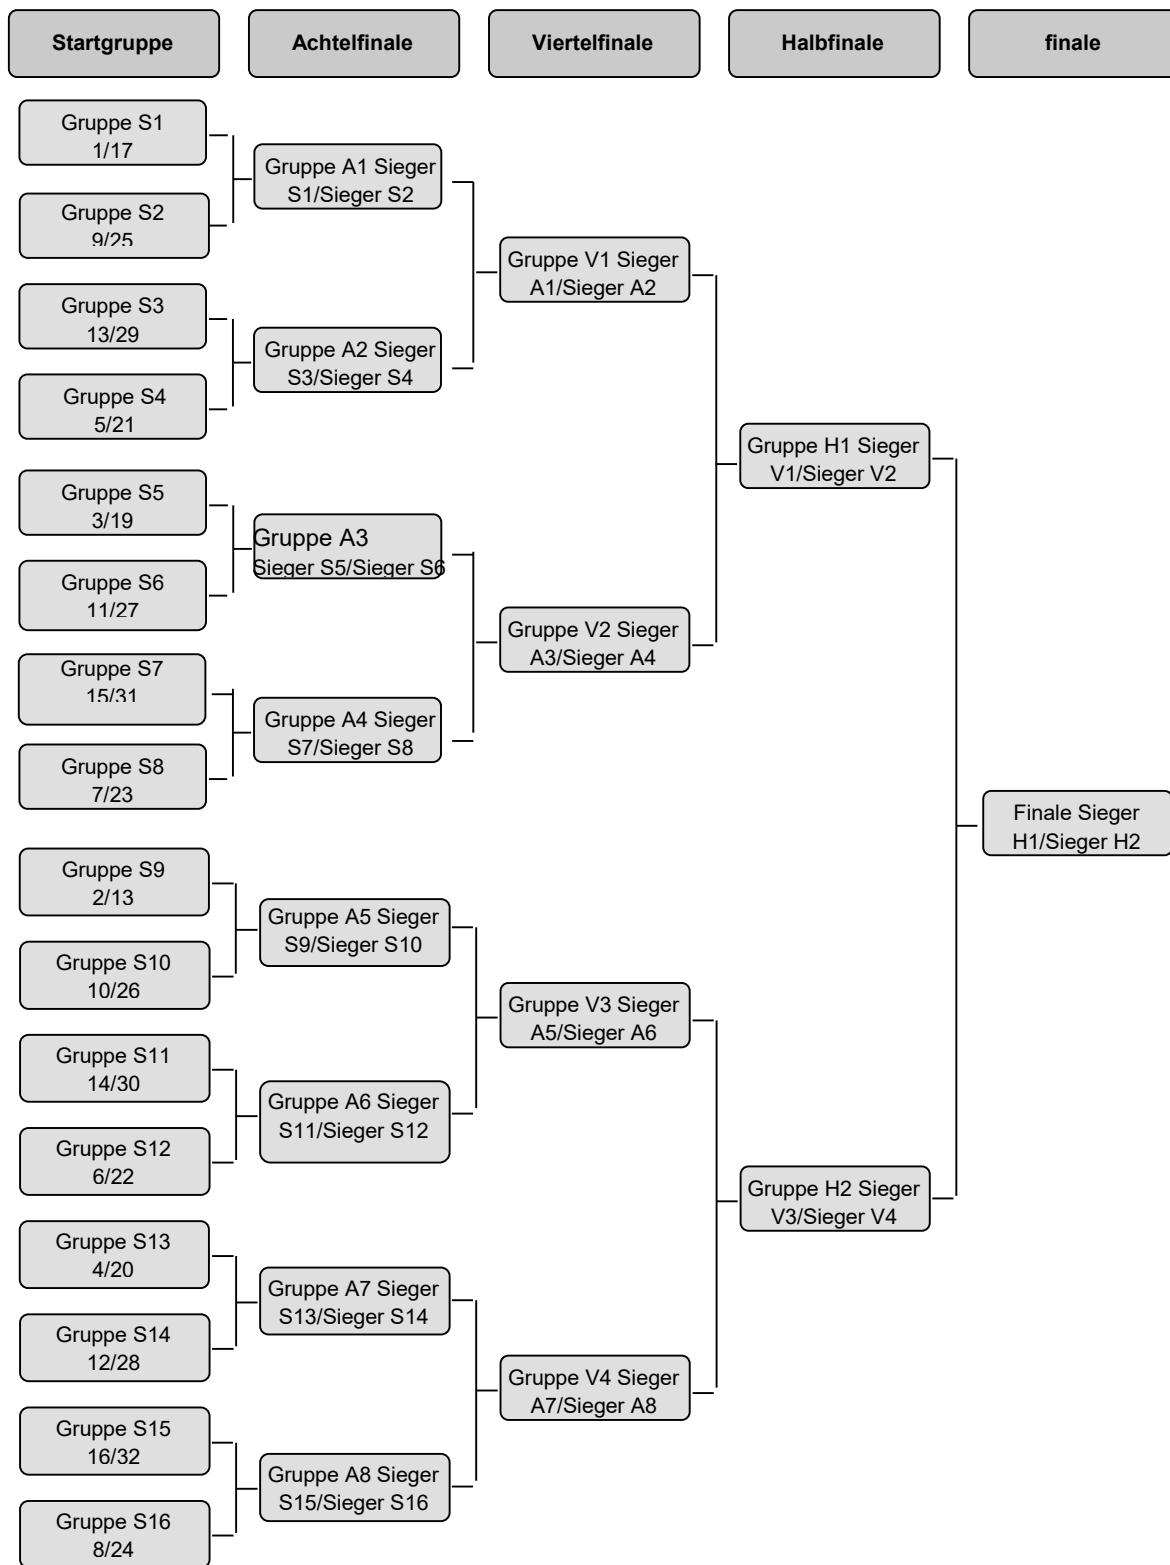 Startgruppe
Achtelfinale
Viertelfinale
Halbfinale
finale
Gruppe S1
1/17
Gruppe S2
9/25
Gruppe S3
13/29
Gruppe S4
5/21
Gruppe S5
3/19
Gruppe S6
11/27
Gruppe S7
15/31
Gruppe S8
7/23
Gruppe S9
2/13
Gruppe S10
10/26
Gruppe S11
14/30
Gruppe S12
6/22
Gruppe S13
4/20
Gruppe S14
12/28
Gruppe S15
16/32
Gruppe S16
8/24
Gruppe A1 Sieger
S1/Sieger S2
Gruppe A2 Sieger
S3/Sieger S4
Gruppe A3
Sieger S5/Sieger S6
Gruppe A4 Sieger
S7/Sieger S8
Gruppe A5 Sieger
S9/Sieger S10
Gruppe A6 Sieger
S11/Sieger S12
Gruppe A7 Sieger
S13/Sieger S14
Gruppe A8 Sieger
S15/Sieger S16
Gruppe V1 Sieger
A1/Sieger A2
Gruppe V2 Sieger
A3/Sieger A4
Gruppe V3 Sieger
A5/Sieger A6
Gruppe V4 Sieger
A7/Sieger A8
Gruppe H1 Sieger
V1/Sieger V2
Gruppe H2 Sieger
V3/Sieger V4
Finale Sieger
H1/Sieger H2